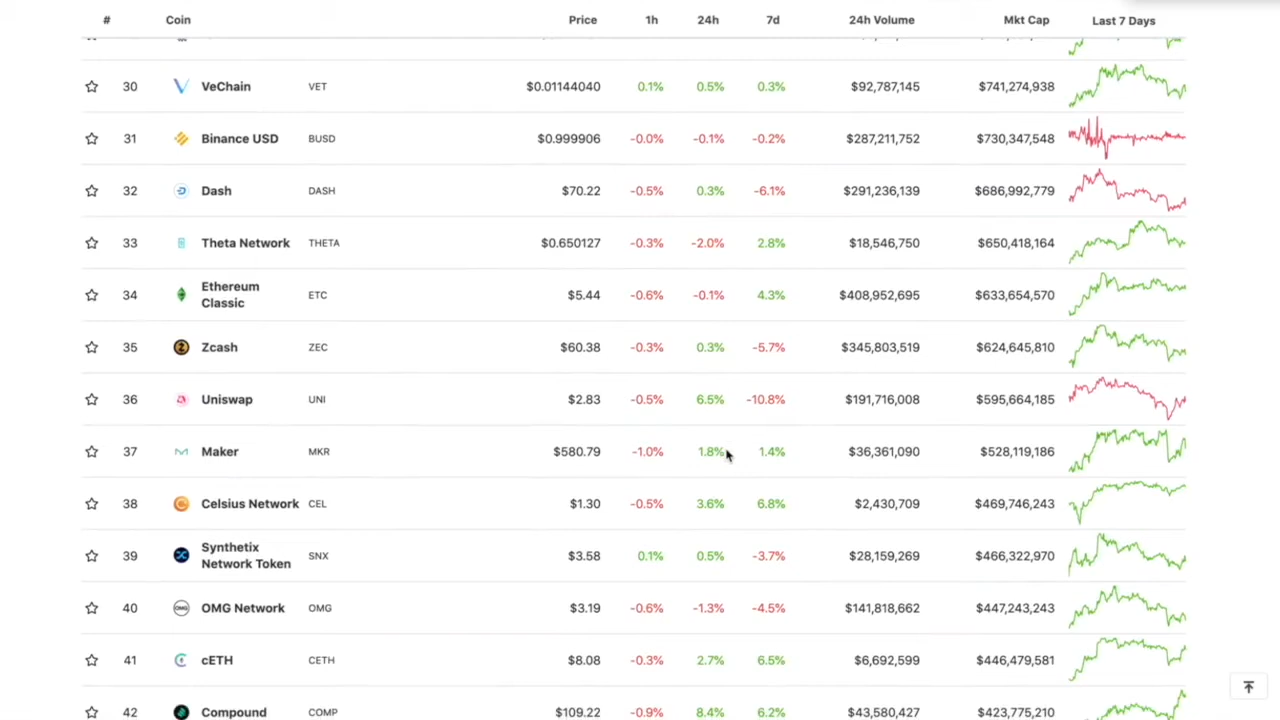 # Coin Price 1h 24h 7d 24h Volume Mkt Cap Last 7 Days
30 VeChain VET $0.01144040 0.1% 0.5% 0.3% $92,787,145 $741,274,938
31 Binance USD BUSD $0.999906 -0.0% -0.1% -0.2% $287,211,752 $730,347,548
32 Dash DASH $70.22 -0.5% 0.3% -6.1% $291,236,139 $686,992,779
33 Theta Network THETA $0.650127 -0.3% -2.0% 2.8% $18,546,750 $650,418,164
34 Ethereum Classic ETC $5.44 -0.6% -0.1% 4.3% $408,952,695 $633,654,570
35 Zcash ZEC $60.38 -0.3% 0.3% -5.7% $345,803,519 $624,645,810
36 Uniswap UNI $2.83 -0.5% 6.5% -10.8% $191,716,008 $595,664,185
37 Maker MKR $580.79 -1.0% 1.8% 1.4% $36,361,090 $528,119,186
38 Celsius Network CEL $1.30 -0.5% 3.6% 6.8% $2,430,709 $469,746,243
39 Synthetix Network Token SNX $3.58 0.1% 0.5% -3.7% $28,159,269 $466,322,970
40 OMG Network OMG $3.19 -0.6% -1.3% -4.5% $141,818,662 $447,243,243
41 cETH CETH $8.08 -0.3% 2.7% 6.5% $6,692,599 $446,479,581
42 Compound COMP $109.22 -0.9% 8.4% 6.2% $43,580,427 $423,775,210